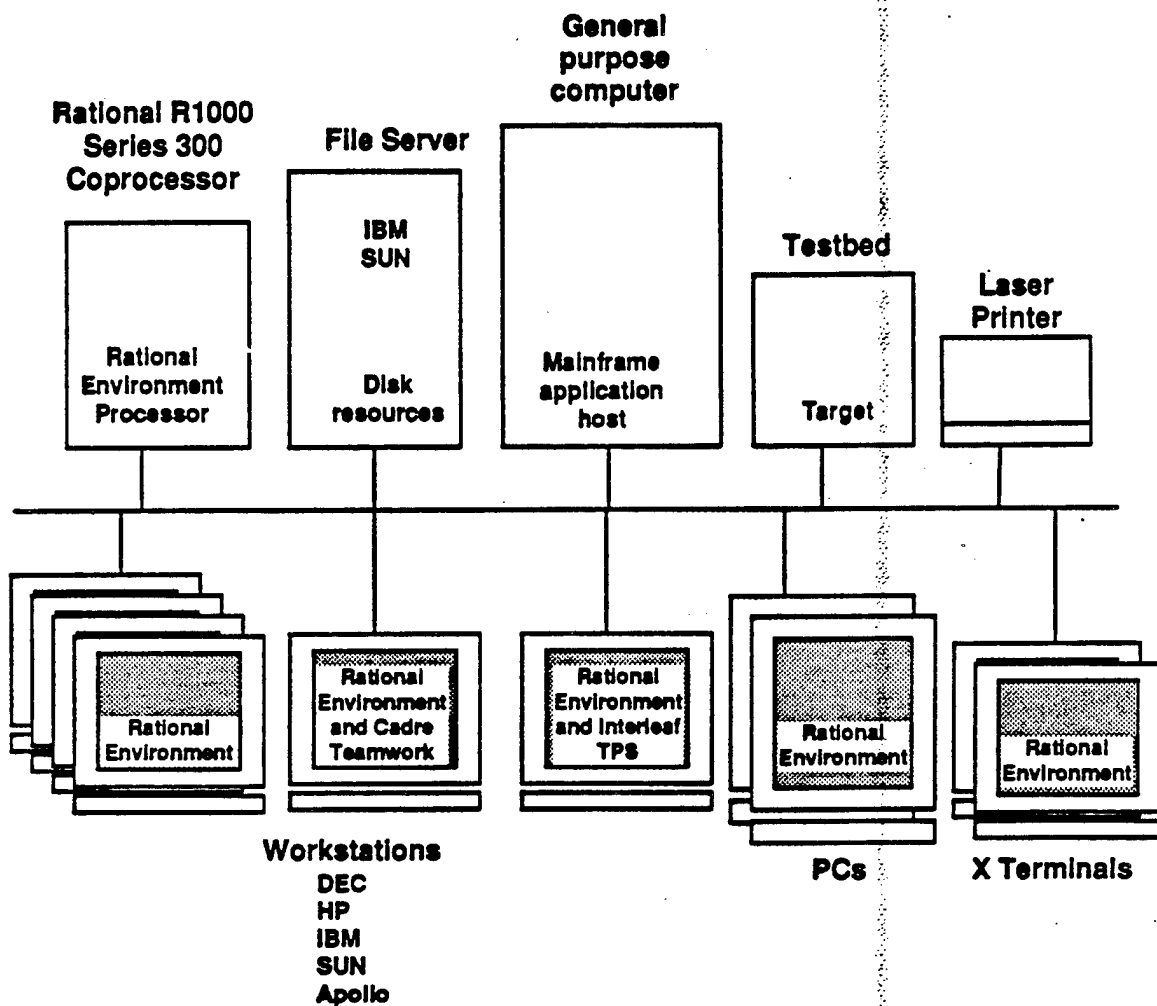 General
purpose
computer
Rational R1000
Series 300
Coprocessor
File Server
IBM
SUN
Testbed
Laser
Printer
Rational
Environment
Processor
Disk
resources
Mainframe
application
host
Target
Rational
Environment
Rational
Environment
and Cadre
Teamwork
Rational
Environment
and Interleaf
TPS
Rational
Environment
Rational
Environment
Workstations
DEC
HP
IBM
SUN
Apollo
PCs
X Terminals